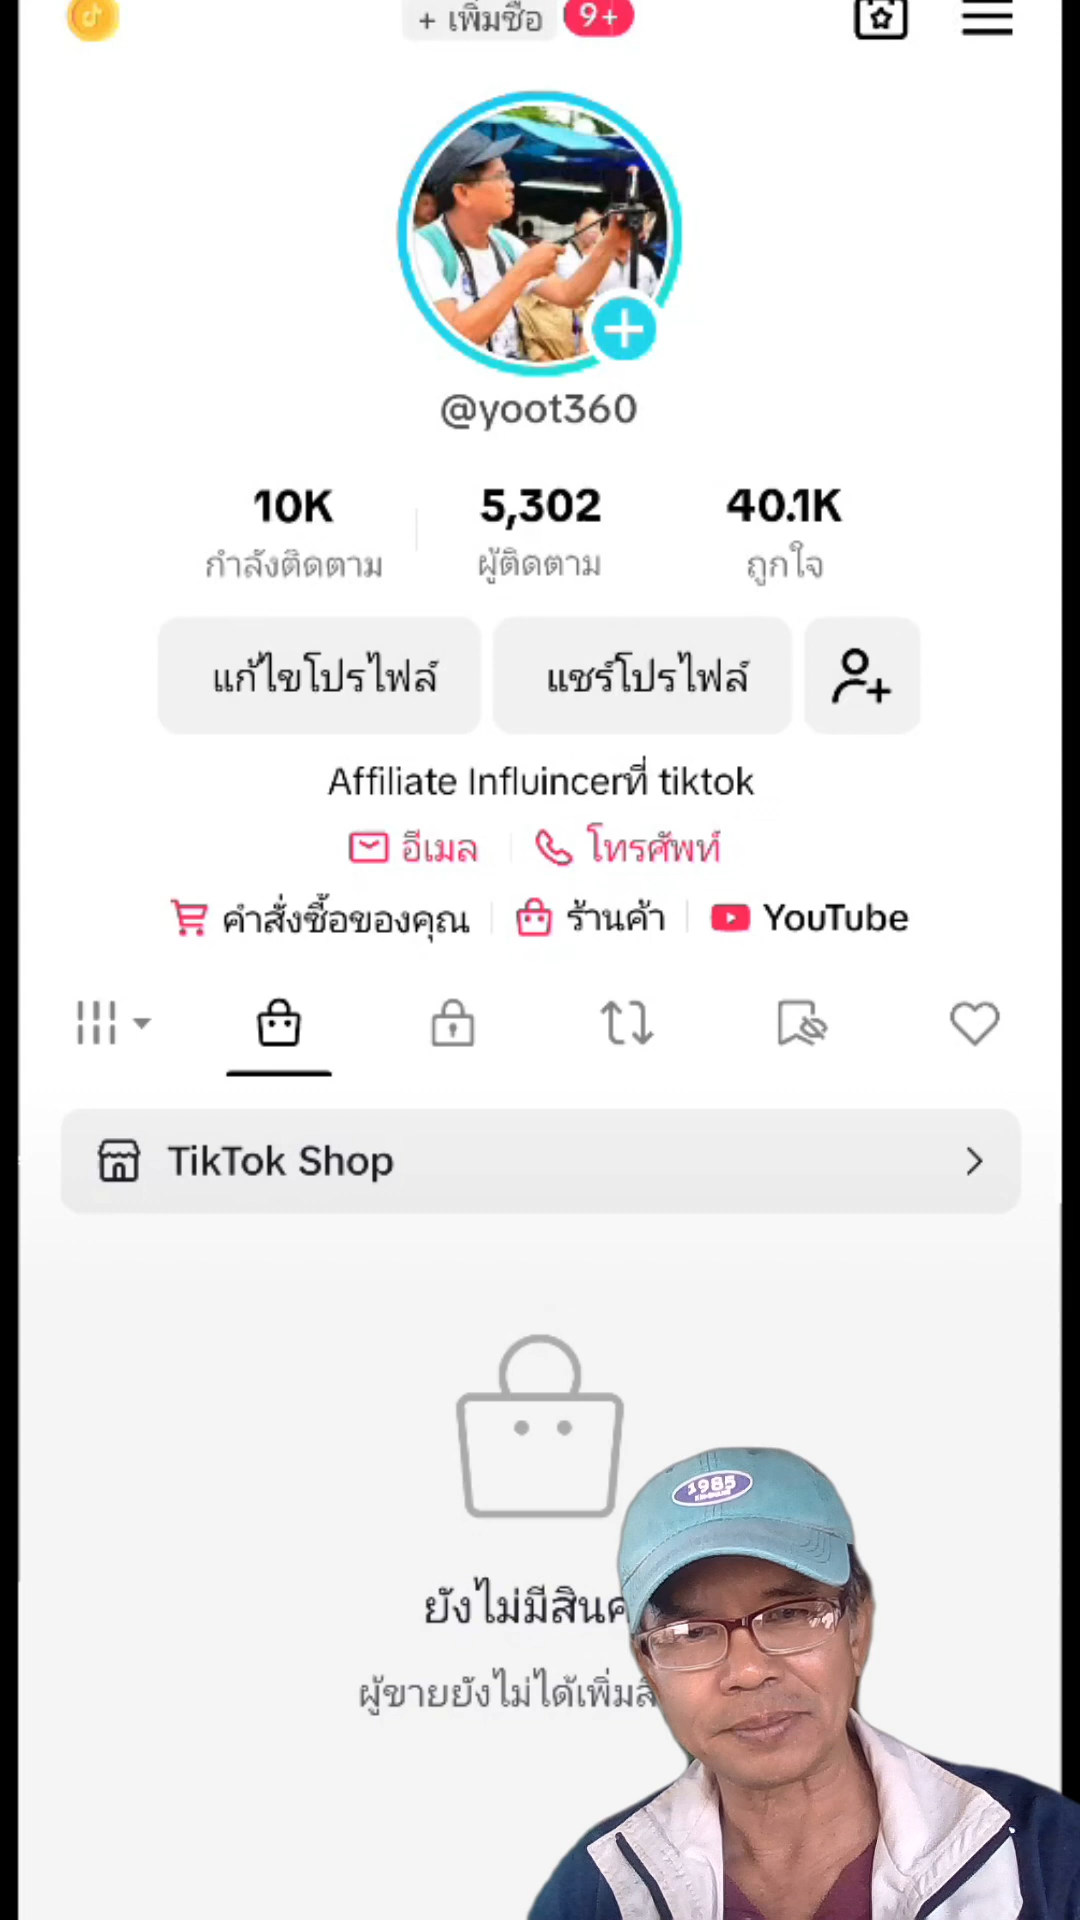 + เพิ่มชื่อ 9+
@yoot360
10K 5,302 40.1K
กำลังติดตาม ผู้ติดตาม ถูกใจ
แก้ไขโปรไฟล์ แชร์โปรไฟล์
Affiliate Influincerที่ tiktok
อีเมล โทรศัพท์
คำสั่งซื้อของคุณ ร้านค้า YouTube
TikTok Shop
1985
ยังไม่มีสินค
ผู้ขายยังไม่ได้เพิ่มสิ